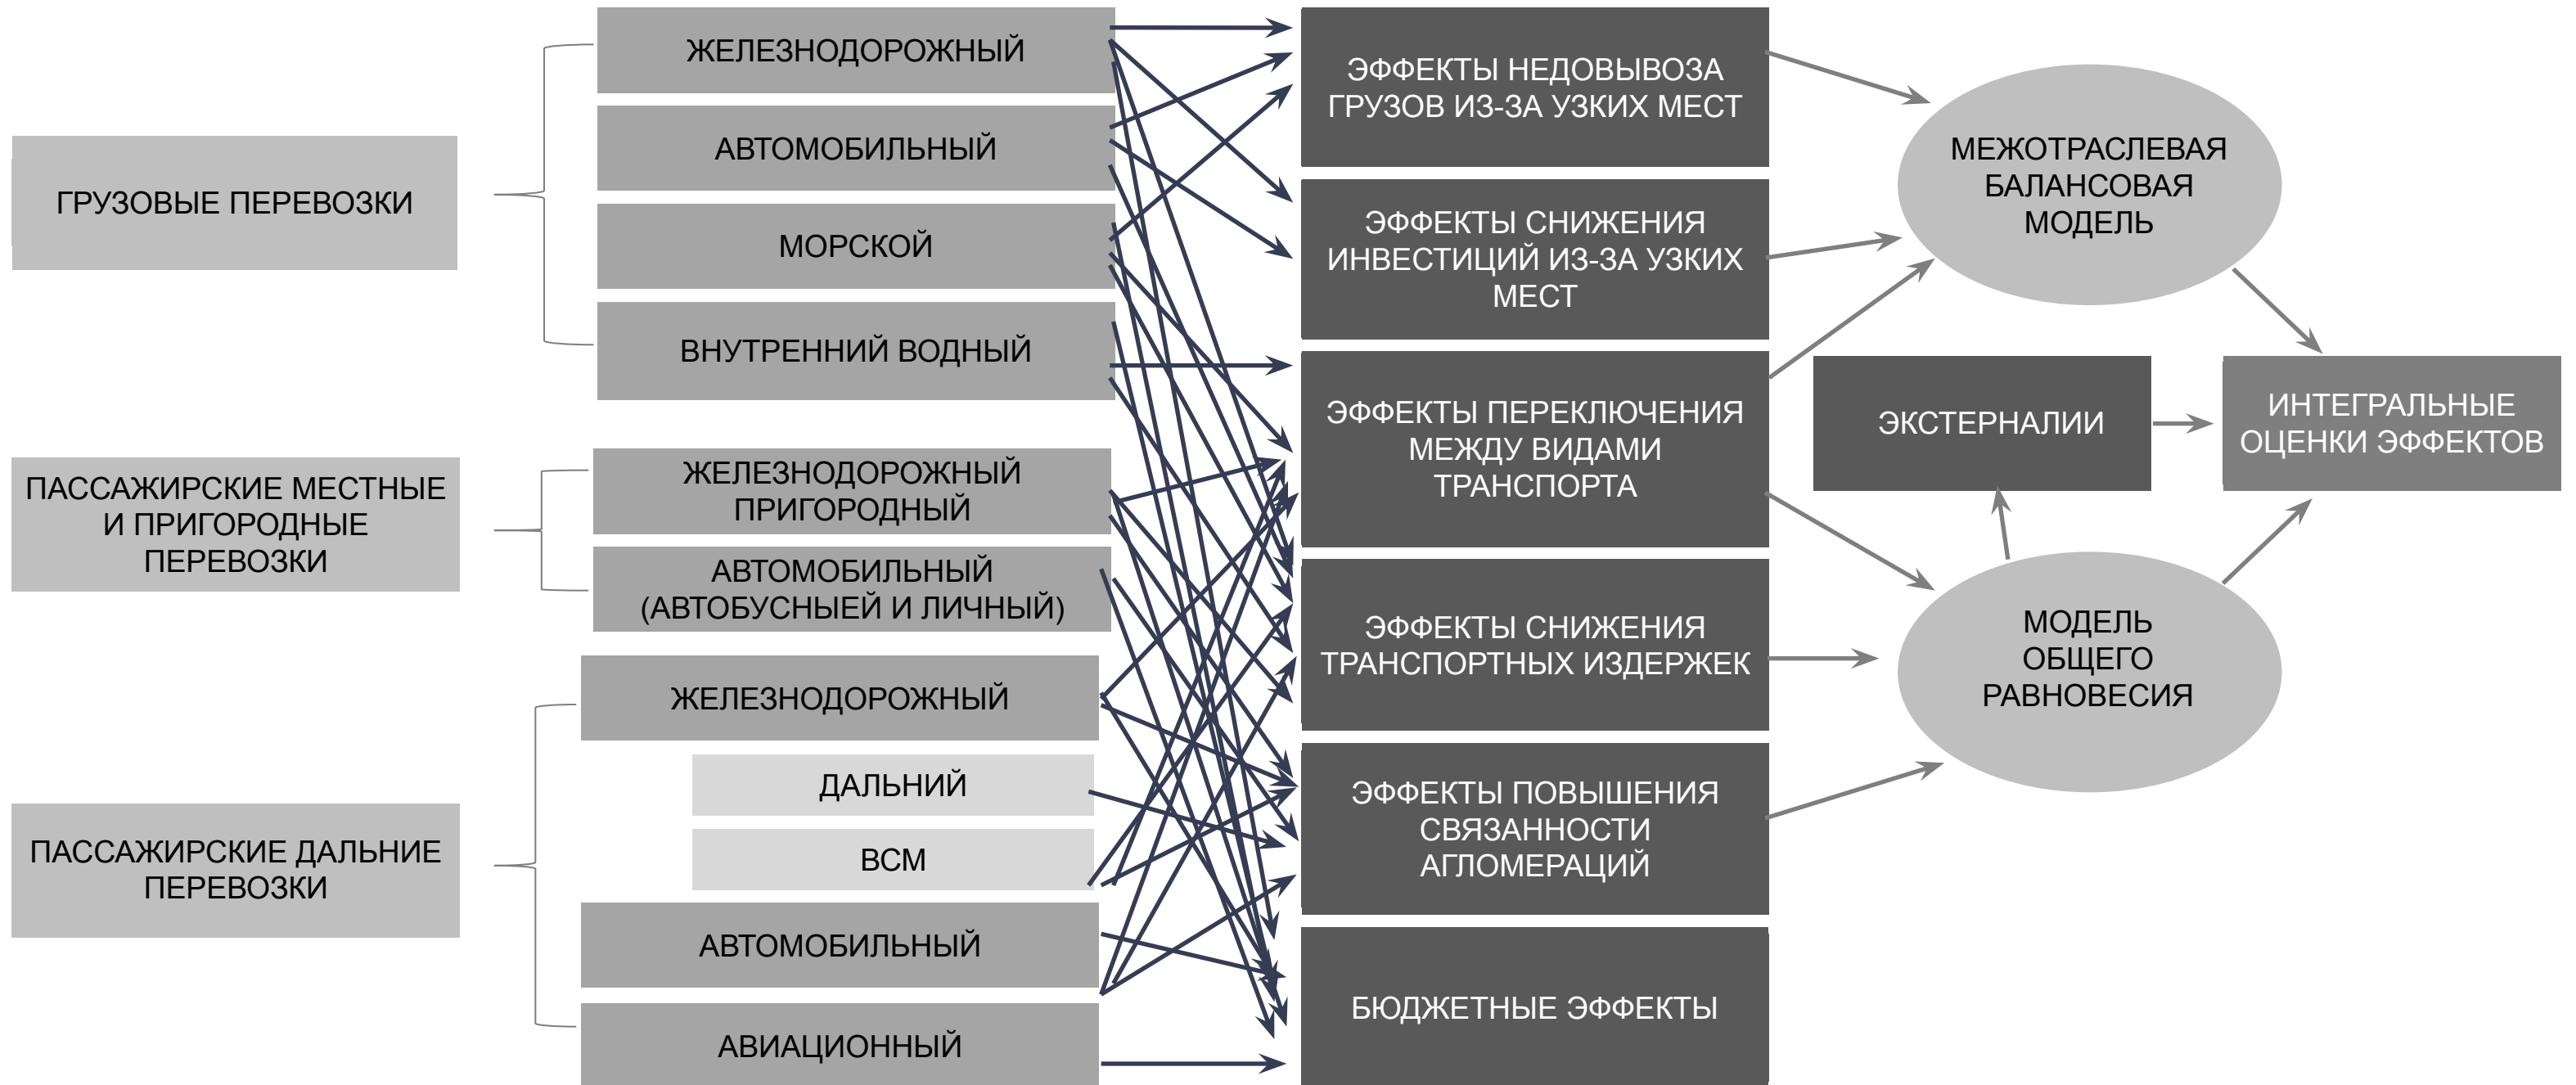 ГРУЗОВЫЕ ПЕРЕВОЗКИ
ПАССАЖИРСКИЕ МЕСТНЫЕ
И ПРИГОРОДНЫЕ
ПЕРЕВОЗКИ
ПАССАЖИРСКИЕ ДАЛЬНИЕ
ПЕРЕВОЗКИ
ЖЕЛЕЗНОДОРОЖНЫЙ
АВТОМОБИЛЬНЫЙ
МОРСКОЙ
ВНУТРЕННИЙ ВОДНЫЙ
ЖЕЛЕЗНОДОРОЖНЫЙ
ПРИГОРОДНЫЙ
АВТОМОБИЛЬНЫЙ
(АВТОБУСНЫЕЙ И ЛИЧНЫЙ)
ЖЕЛЕЗНОДОРОЖНЫЙ
ДАЛЬНИЙ
ВСМ
АВТОМОБИЛЬНЫЙ
АВИАЦИОННЫЙ
ЭФФЕКТЫ НЕДОВЫВОЗА
ГРУЗОВ ИЗ-ЗА УЗКИХ МЕСТ
ЭФФЕКТЫ СНИЖЕНИЯ
ИНВЕСТИЦИЙ ИЗ-ЗА УЗКИХ
МЕСТ
ЭФФЕКТЫ ПЕРЕКЛЮЧЕНИЯ
МЕЖДУ ВИДАМИ
ТРАНСПОРТА
ЭФФЕКТЫ СНИЖЕНИЯ
ТРАНСПОРТНЫХ ИЗДЕРЖЕК
ЭФФЕКТЫ ПОВЫШЕНИЯ
СВЯЗАННОСТИ
АГЛОМЕРАЦИЙ
БЮДЖЕТНЫЕ ЭФФЕКТЫ
МЕЖОТРАСЛЕВАЯ
БАЛАНСОВАЯ
МОДЕЛЬ
ЭКСТЕРНАЛИИ
МОДЕЛЬ
ОБЩЕГО
РАВНОВЕСИЯ
ИНТЕГРАЛЬНЫЕ
ОЦЕНКИ ЭФФЕКТОВ